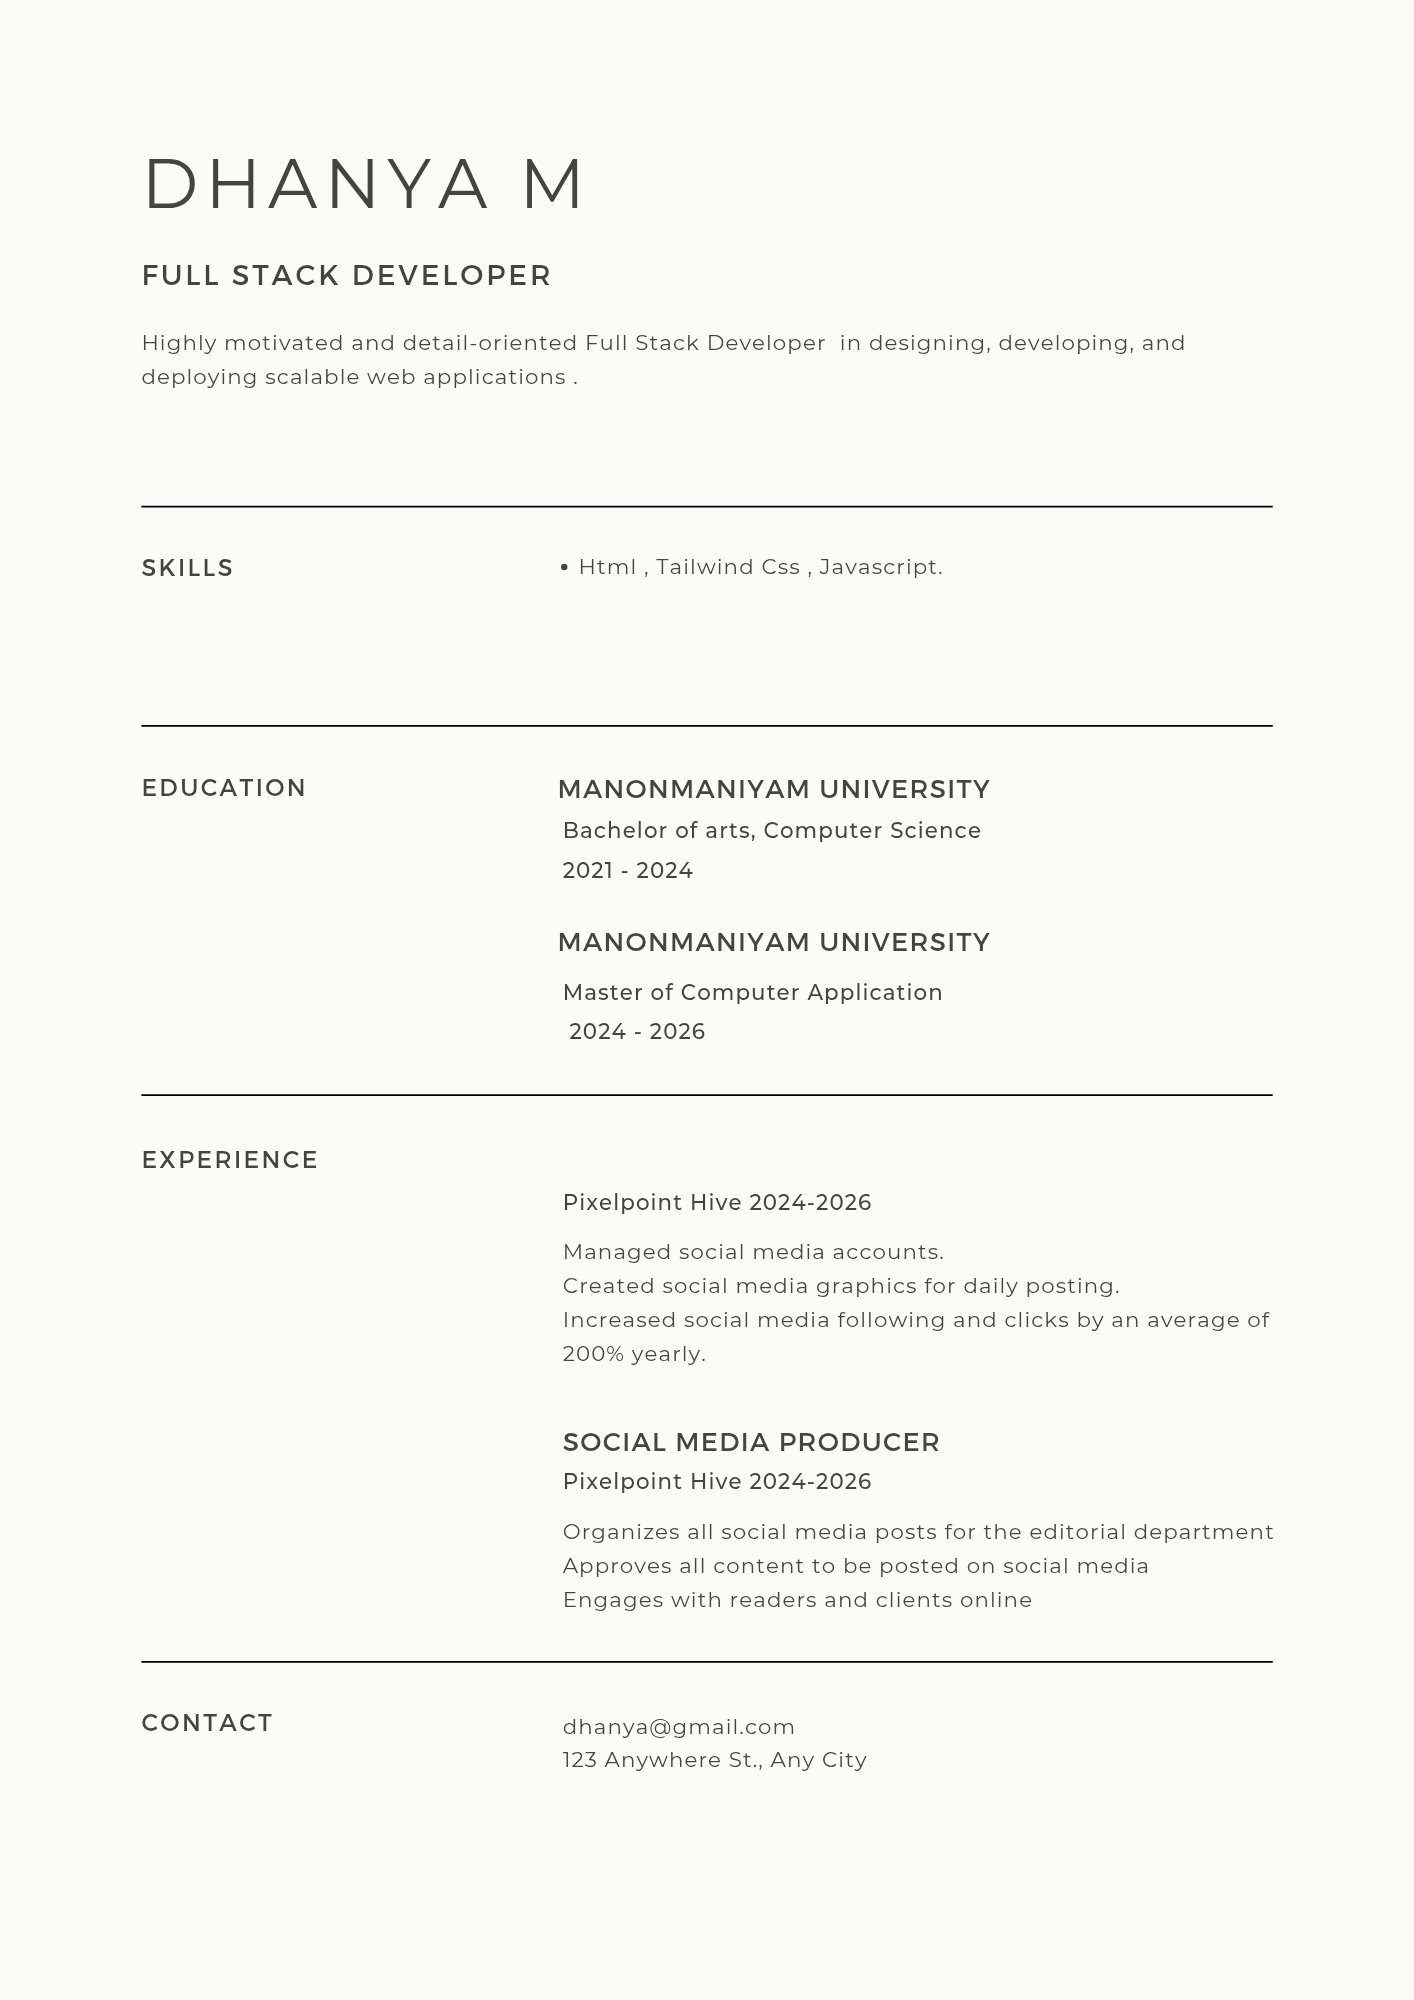 DHANYA M
FULL STACK DEVELOPER
Highly motivated and detail-oriented Full Stack Developer  in designing, developing, and
deploying scalable web applications .
SKILLS
• Html , Tailwind Css , Javascript.
EDUCATION
MANONMANIYAM UNIVERSITY
Bachelor of arts, Computer Science
2021 - 2024
MANONMANIYAM UNIVERSITY
Master of Computer Application
2024 - 2026
EXPERIENCE
Pixelpoint Hive 2024-2026
Managed social media accounts.
Created social media graphics for daily posting.
Increased social media following and clicks by an average of
200% yearly.
SOCIAL MEDIA PRODUCER
Pixelpoint Hive 2024-2026
Organizes all social media posts for the editorial department
Approves all content to be posted on social media
Engages with readers and clients online
CONTACT
dhanya@gmail.com
123 Anywhere St., Any City